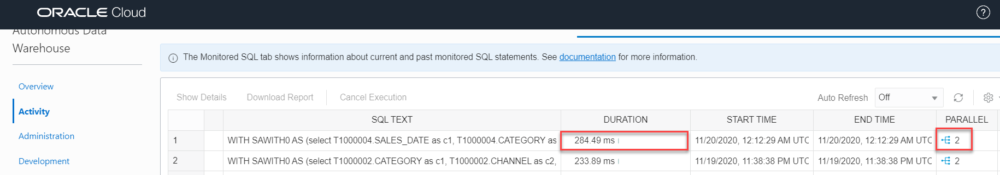 ORACLE Cloud
Autonomous Data
Warehouse
Overview
Activity
Administration
Development
The Monitored SQL tab shows information about current and past monitored SQL statements. See documentation for more information.
Show Details Download Report Cancel Execution Auto Refresh Off
SQL TEXT DURATION START TIME END TIME PARALLEL
1 WITH SAWITH0 AS (select T1000004.SALES_DATE as c1, T1000004.CATEGORY as 284.49 ms 11/20/2020, 12:12:29 AM UTC 11/20/2020, 12:12:29 AM UTC 2
2 WITH SAWITH0 AS (select T1000002.CATEGORY as c1, T1000002.CHANNEL as c2, 233.89 ms 11/19/2020, 11:38:38 PM UTC 11/19/2020, 11:38:38 PM UTC 2